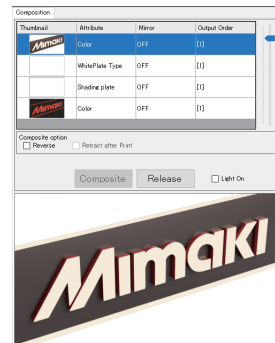 Composition
Thumbnail Attribute Mirror Output Order
Mimaki Color OFF [1]
WhitePlate Type OFF [1]
Shading plate OFF [1]
Mimaki Color OFF [1]
Composite option
Reverse Retract after Print
Composite Release Light On
Mimaki